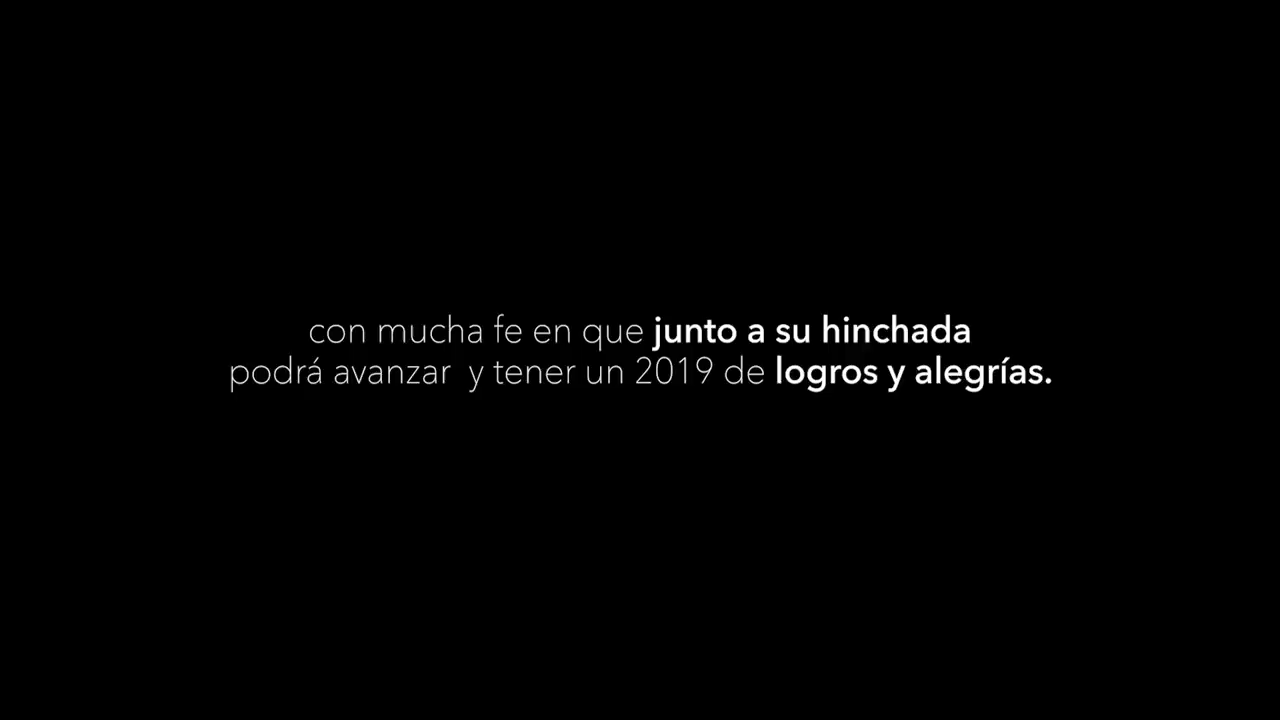 con mucha fe en que junto a su hinchada
podrá avanzar  y tener un 2019 de logros y alegrías.